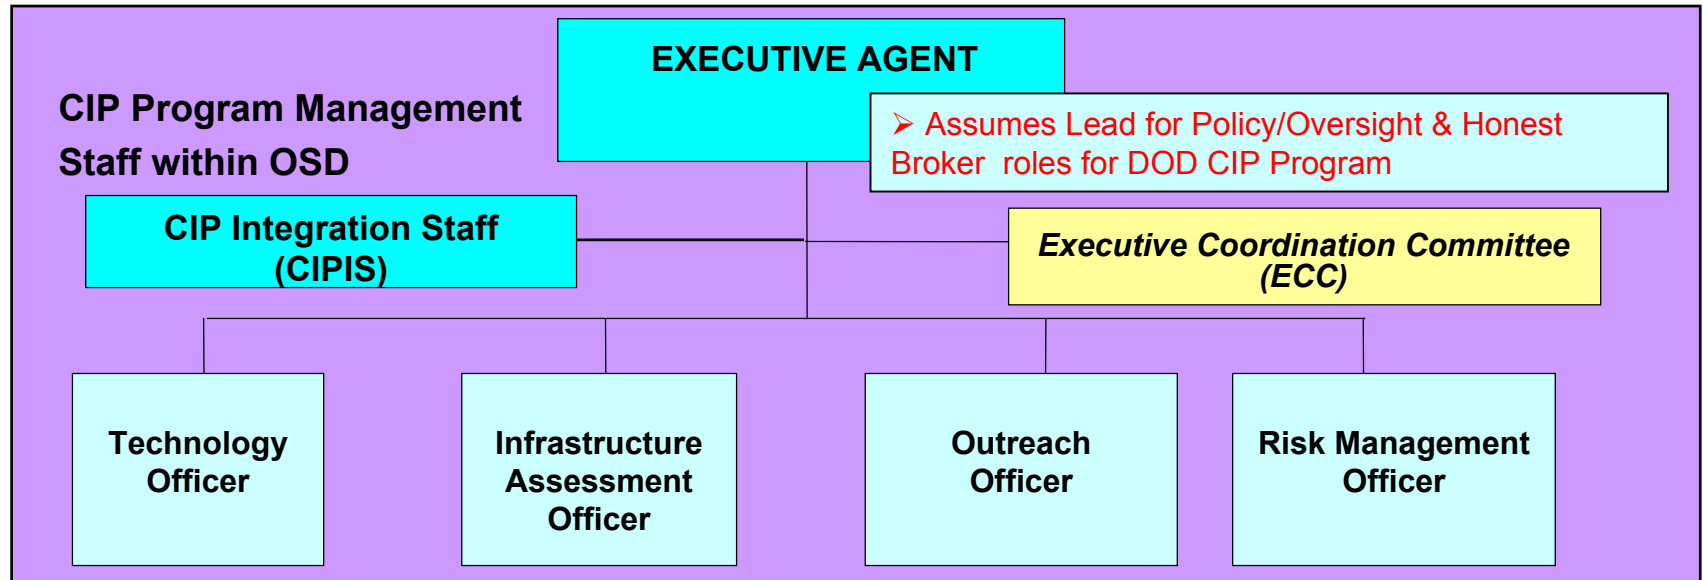 EXECUTIVE AGENT
CIP Program Management
Staff within OSD
➢ Assumes Lead for Policy/Oversight & Honest
Broker roles for DOD CIP Program
CIP Integration Staff
(CIPIS)
Executive Coordination Committee
(ECC)
Technology
Officer
Infrastructure
Assessment
Officer
Outreach
Officer
Risk Management
Officer